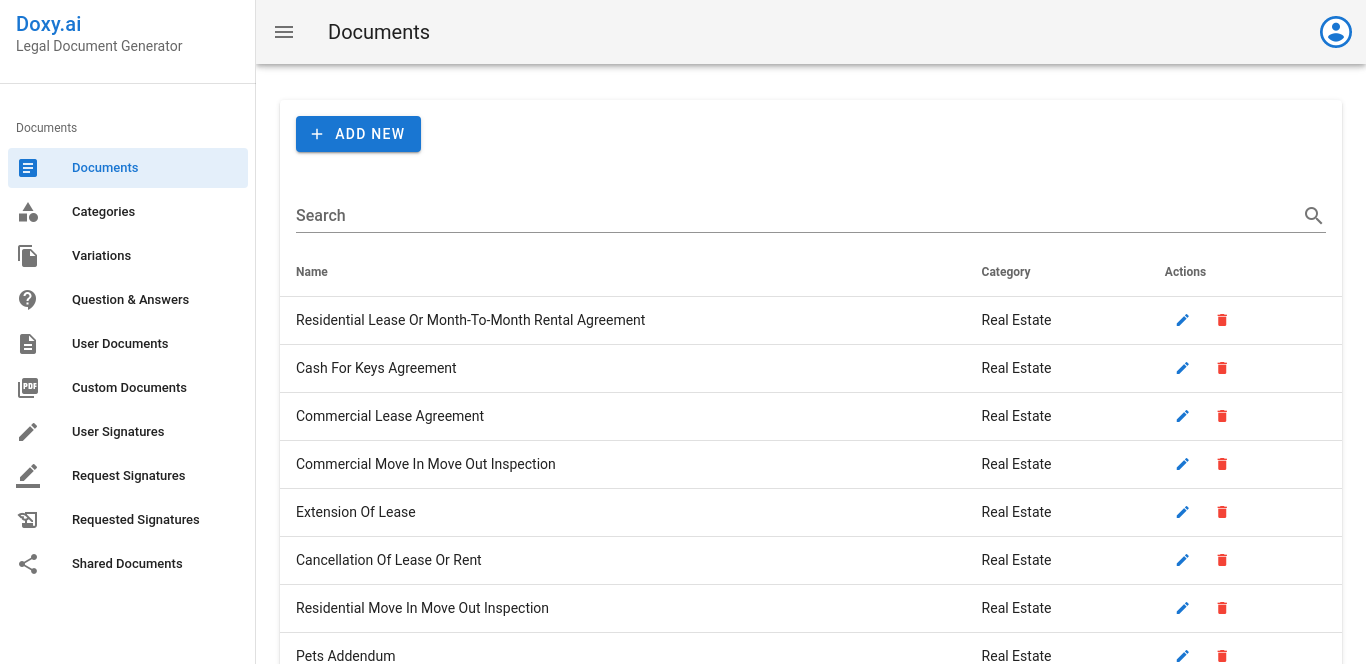 Doxy.ai
Legal Document Generator
Documents
Documents
Categories
Variations
Question & Answers
User Documents
PDF
Custom Documents
User Signatures
Request Signatures
Requested Signatures
Shared Documents
Documents
+ ADD NEW
Search
Name Category Actions
Residential Lease Or Month-To-Month Rental Agreement Real Estate
Cash For Keys Agreement Real Estate
Commercial Lease Agreement Real Estate
Commercial Move In Move Out Inspection Real Estate
Extension Of Lease Real Estate
Cancellation Of Lease Or Rent Real Estate
Residential Move In Move Out Inspection Real Estate
Pets Addendum Real Estate